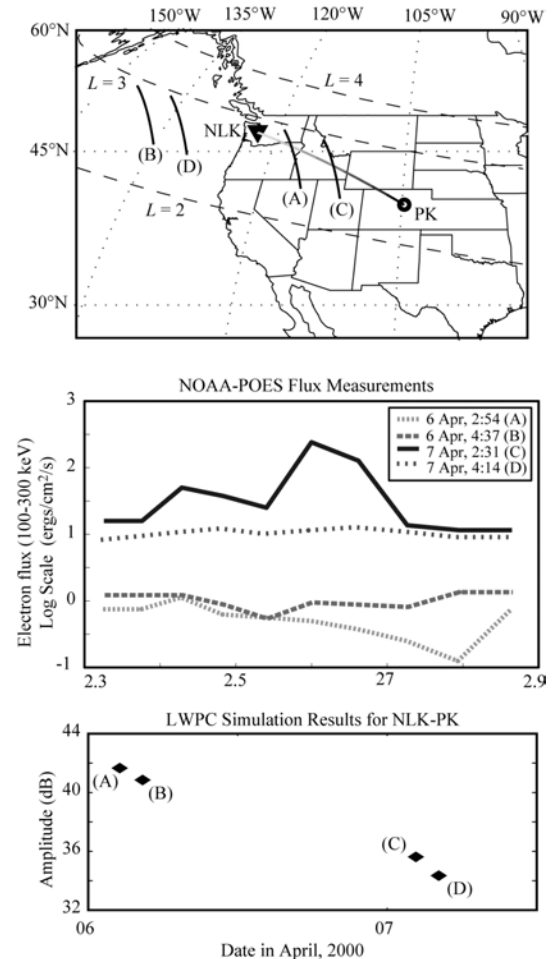 150°W 135°W 120°W 105°W 90°W
60°N
L = 4
L = 3
NLK
(B)
(D)
45°N
(A)
(C)
PK
L = 2
30°N
NOAA-POES Flux Measurements
3
6 Apr, 2:54 (A)
6 Apr, 4:37 (B)
7 Apr, 2:31 (C)
7 Apr, 4:14 (D)
2
1
0
-1
Electron flux (100-300 keV)
Log Scale (ergs/cm²/s)
2.3 2.5 27 2.9
LWPC Simulation Results for NLK-PK
44
(A)
(B)
40
Amplitude (dB)
36
(C)
(D)
32
06 07
Date in April, 2000